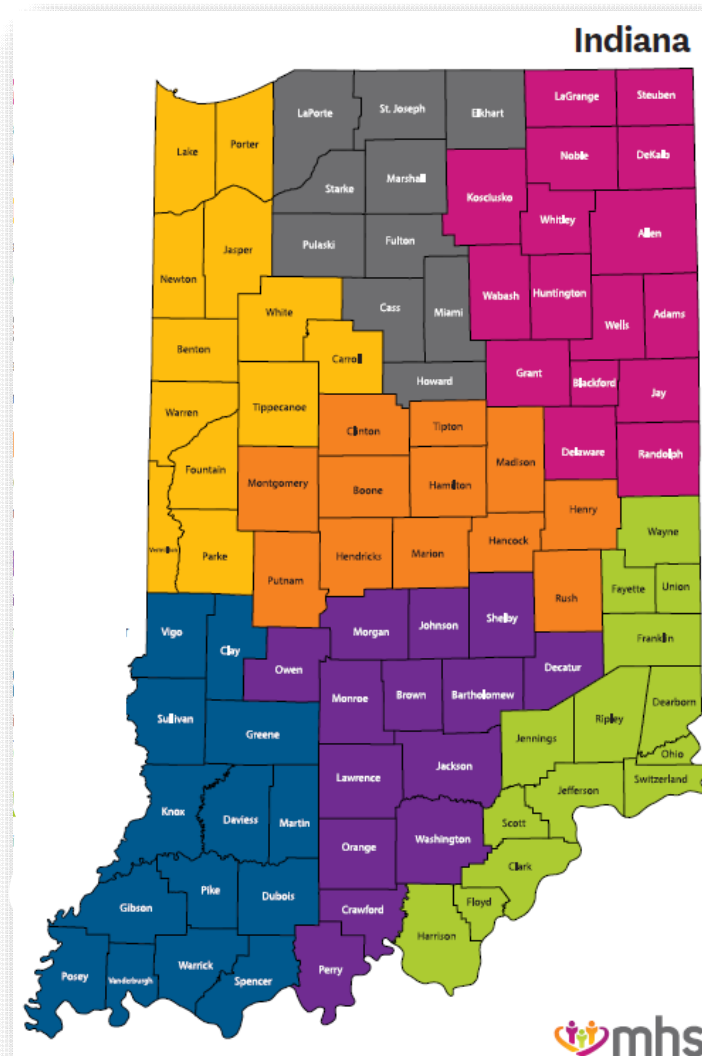 Indiana
LaGrange
Steuben
LaPorte
St. Joseph
Elkhart
Lake
Porter
Noble
DeKalb
Starke
Marshall
Kosciusko
Whitley
Allen
Newton
Jasper
Pulaski
Fulton
White
Cass
Miami
Wabash
Huntington
Wells
Adams
Benton
Carroll
Howard
Grant
Blackford
Jay
Warren
Tippecanoe
Clinton
Tipton
Madison
Delaware
Randolph
Fountain
Montgomery
Boone
Hamilton
Henry
Wayne
Vermillion
Parke
Putnam
Hendricks
Marion
Hancock
Rush
Fayette
Union
Vigo
Clay
Owen
Morgan
Johnson
Shelby
Decatur
Franklin
Sullivan
Greene
Monroe
Brown
Bartholomew
Jennings
Ripley
Dearborn
Ohio
Knox
Daviess
Martin
Lawrence
Jackson
Jefferson
Switzerland
Orange
Washington
Scott
Clark
Gibson
Pike
Dubois
Crawford
Harrison
Floyd
Posey
Vanderburgh
Warrick
Spencer
Perry
mhs